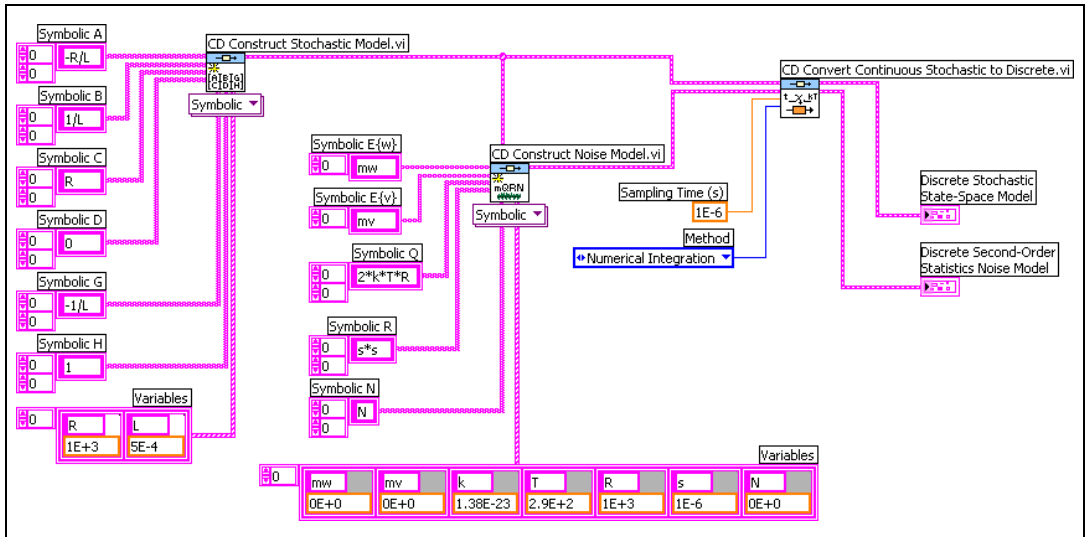 Symbolic A
0
0
-R/L
Symbolic B
0
0
1/L
Symbolic C
0
0
R
Symbolic D
0
0
0
Symbolic G
0
0
-1/L
Symbolic H
0
0
1
Variables
0
R
L
1E+3
5E-4
CD Construct Stochastic Model.vi
[A|B|G]
[C|D|H]
Symbolic
Symbolic E{w}
0
mw
Symbolic E{v}
0
mv
Symbolic Q
0
0
2*k*T*R
Symbolic R
0
0
s*s
Symbolic N
0
0
N
CD Construct Noise Model.vi
mQRN
Symbolic
Variables
0
mw
mv
k
T
R
s
N
0E+0
0E+0
1.38E-23
2.9E+2
1E+3
1E-6
0E+0
CD Convert Continuous Stochastic to Discrete.vi
Sampling Time (s)
1E-6
Method
Numerical Integration
Discrete Stochastic
State-Space Model
Discrete Second-Order
Statistics Noise Model